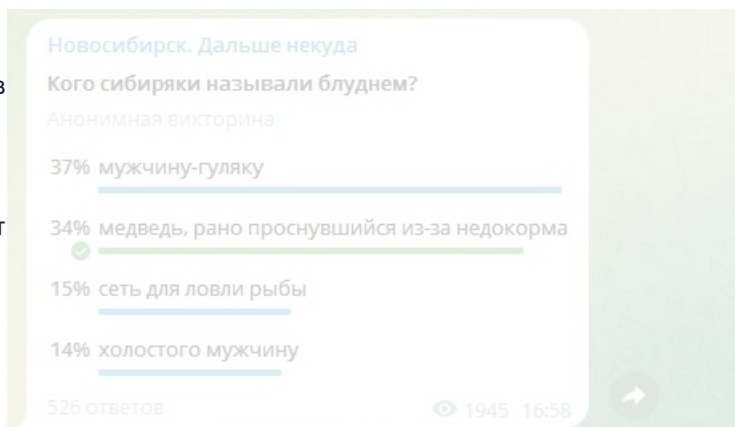 Новосибирск. Дальше некуда
в
Кого сибиряки называли блуднем?
Анонимная викторина
37% мужчину-гуляку
т
34% медведь, рано проснувшийся из-за недокорма
15% сеть для ловли рыбы
14% холостого мужчину
526 ответов 1945 16:58